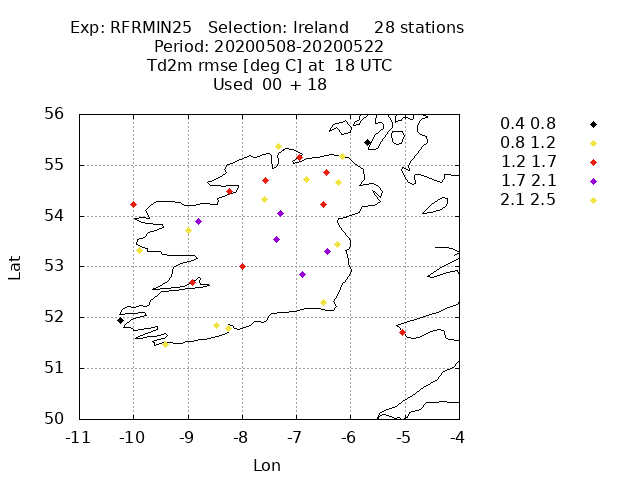 Exp: RFRMIN25   Selection: Ireland     28 stations
Period: 20200508-20200522
Td2m rmse [deg C] at  18 UTC
Used  00 + 18
0.4 0.8
0.8 1.2
1.2 1.7
1.7 2.1
2.1 2.5
56
55
54
53
52
51
50
Lat
-11 -10 -9 -8 -7 -6 -5 -4
Lon